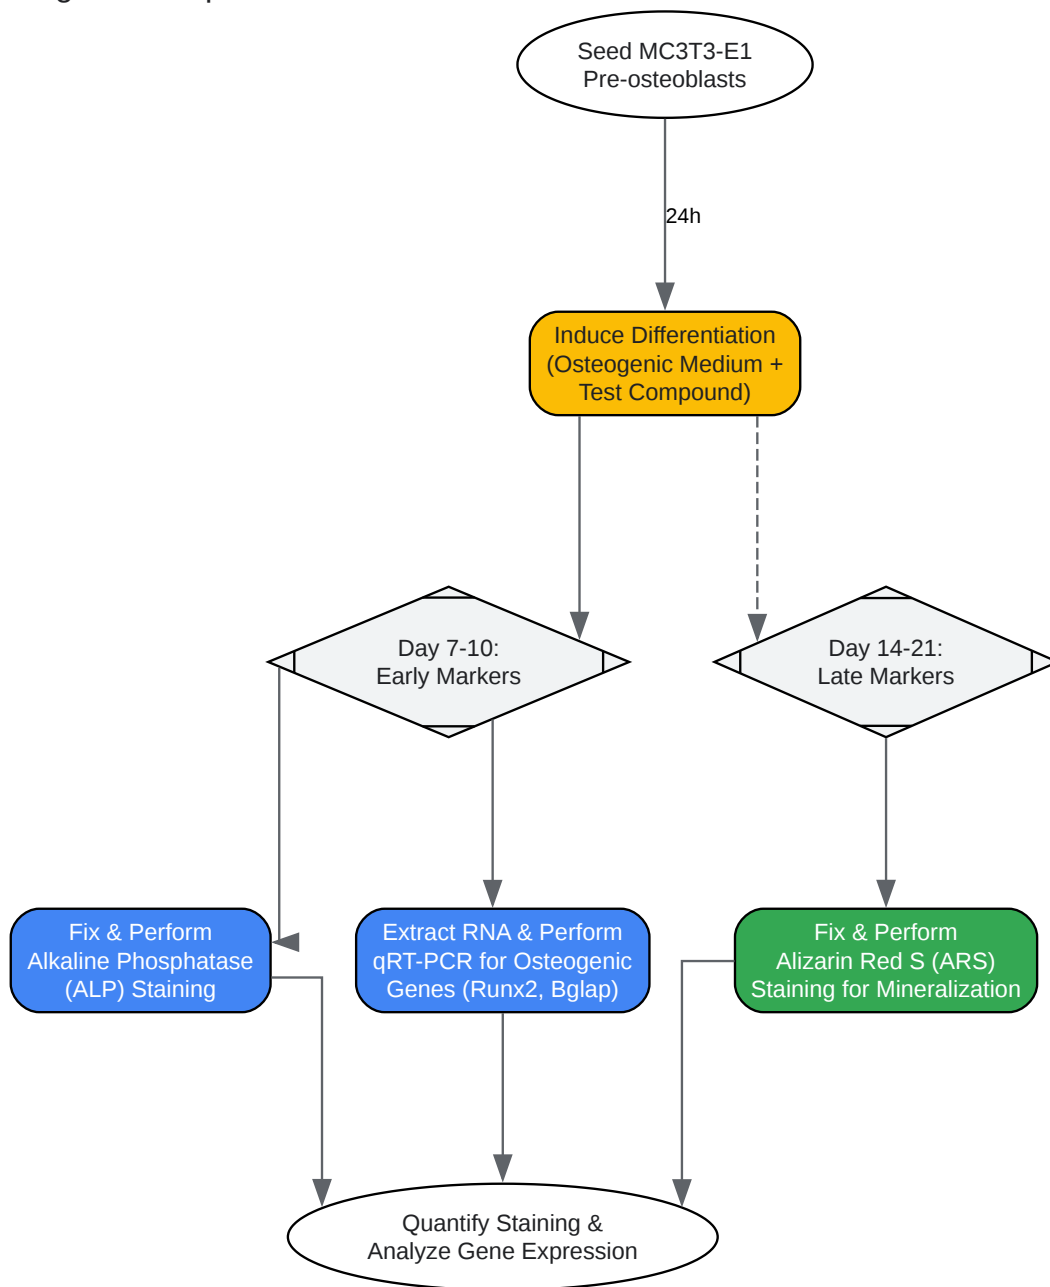 Seed MC3T3-E1
Pre-osteoblasts
24h
Induce Differentiation
(Osteogenic Medium +
Test Compound)
Day 7-10:
Early Markers
Day 14-21:
Late Markers
Fix & Perform
Alkaline Phosphatase
(ALP) Staining
Extract RNA & Perform
qRT-PCR for Osteogenic
Genes (Runx2, Bglap)
Fix & Perform
Alizarin Red S (ARS)
Staining for Mineralization
Quantify Staining &
Analyze Gene Expression